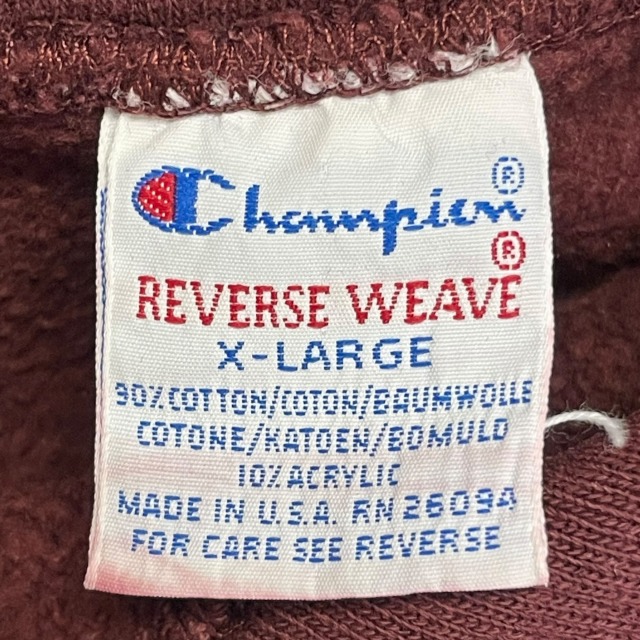 Champion ®
®
REVERSE WEAVE
X-LARGE
90% COTTON/COTON/BAUMWOLLE
COTONE/KATOEN/BOMULD
10% ACRYLIC
MADE IN U.S.A. RN 26094
FOR CARE SEE REVERSE